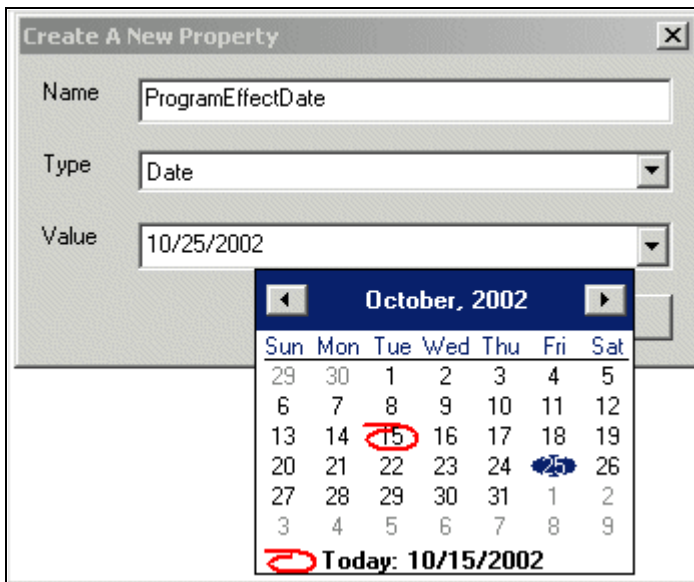 Create A New Property
Name ProgramEffectDate
Type Date
Value 10/25/2002
October, 2002
Sun Mon Tue Wed Thu Fri Sat
29 30 1 2 3 4 5
6 7 8 9 10 11 12
13 14 15 16 17 18 19
20 21 22 23 24 25 26
27 28 29 30 31 1 2
3 4 5 6 7 8 9
Today: 10/15/2002